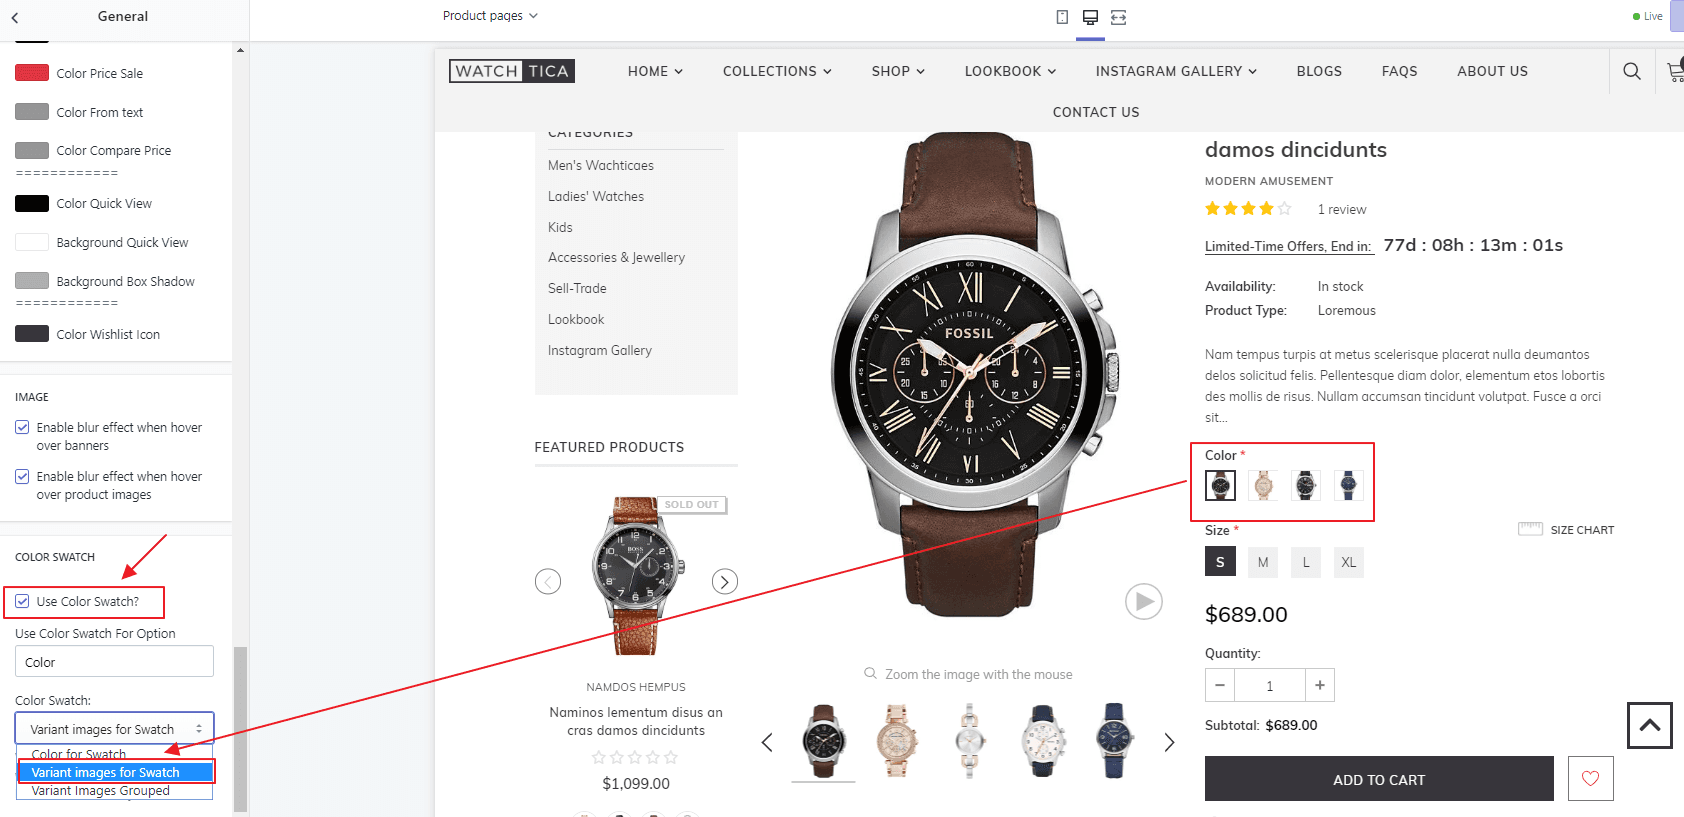 General
Product pages
Live
Color Price Sale
Color From text
Color Compare Price
============
Color Quick View
Background Quick View
Background Box Shadow
============
Color Wishlist Icon
IMAGE
Enable blur effect when hover
over banners
Enable blur effect when hover
over product images
COLOR SWATCH
Use Color Swatch?
Use Color Swatch For Option
Color
Color Swatch:
Variant images for Swatch
Color for Swatch
Variant images for Swatch
Variant Images Grouped
WATCH TICA
HOME
COLLECTIONS
SHOP
LOOKBOOK
INSTAGRAM GALLERY
BLOGS
FAQS
ABOUT US
CONTACT US
CATEGORIES
Men's Wachticaes
Ladies' Watches
Kids
Accessories & Jewellery
Sell-Trade
Lookbook
Instagram Gallery
FEATURED PRODUCTS
SOLD OUT
BOSS
NAMDOS HEMPUS
Naminos lementum disus an
cras damos dincidunts
$1,099.00
FOSSIL
Zoom the image with the mouse
damos dincidunts
MODERN AMUSEMENT
1 review
Limited-Time Offers, End in: 77d : 08h : 13m : 01s
Availability: In stock
Product Type: Loremous
Nam tempus turpis at metus scelerisque placerat nulla deumantos
delos solicitud felis. Pellentesque diam dolor, elementum etos lobortis
des mollis de risus. Nullam accumsan tincidunt volutpat. Fusce a orci
sit...
Color *
Size *
SIZE CHART
S M L XL
$689.00
Quantity:
− 1 +
Subtotal: $689.00
ADD TO CART